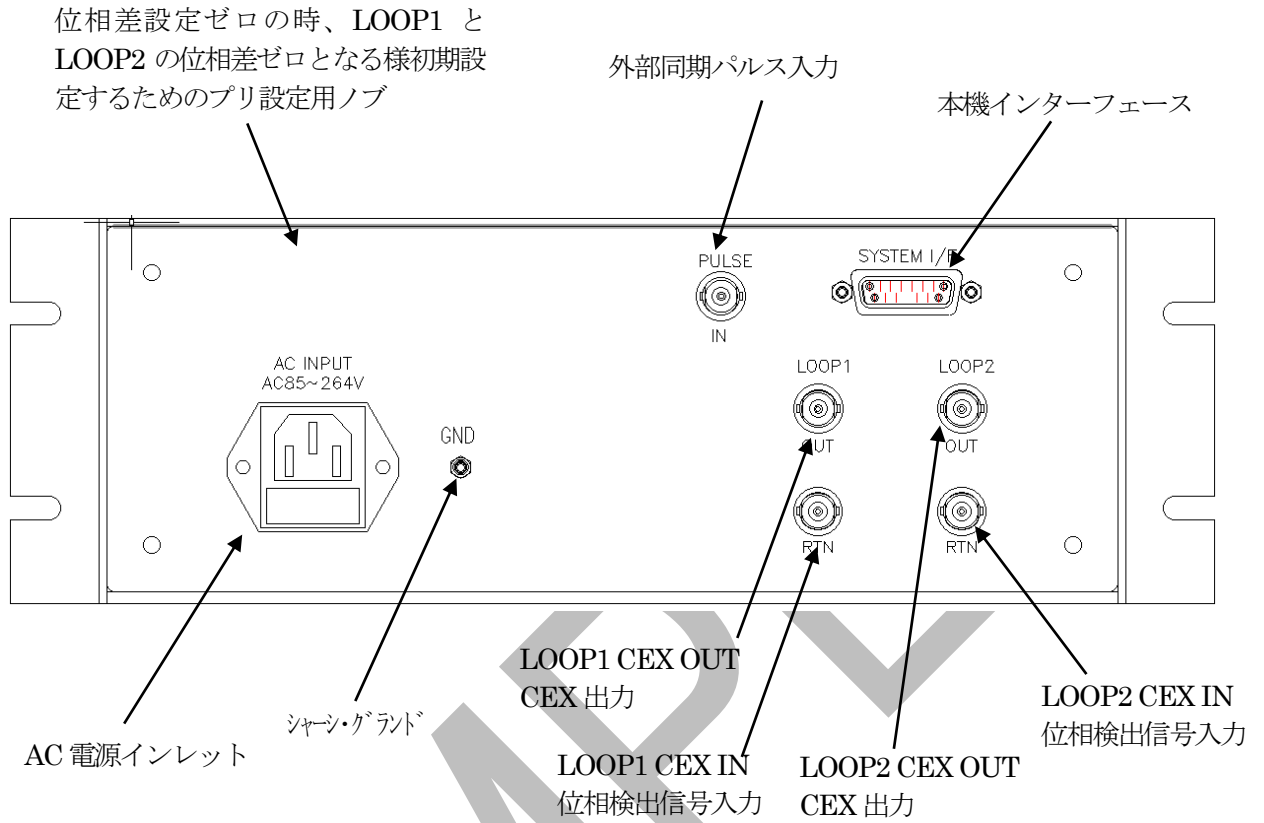 位相差設定ゼロの時、LOOP1 と
LOOP2 の位相差ゼロとなる様初期設
定するためのプリ設定用ノブ
外部同期パルス入力
本機インターフェース
PULSE
IN
SYSTEM I/F
AC INPUT
AC85~264V
GND
LOOP1
OUT
RTN
LOOP2
OUT
RTN
LOOP1 CEX OUT
CEX 出力
LOOP2 CEX IN
位相検出信号入力
シャーシ・グランド
AC 電源インレット
LOOP1 CEX IN
位相検出信号入力
LOOP2 CEX OUT
CEX 出力